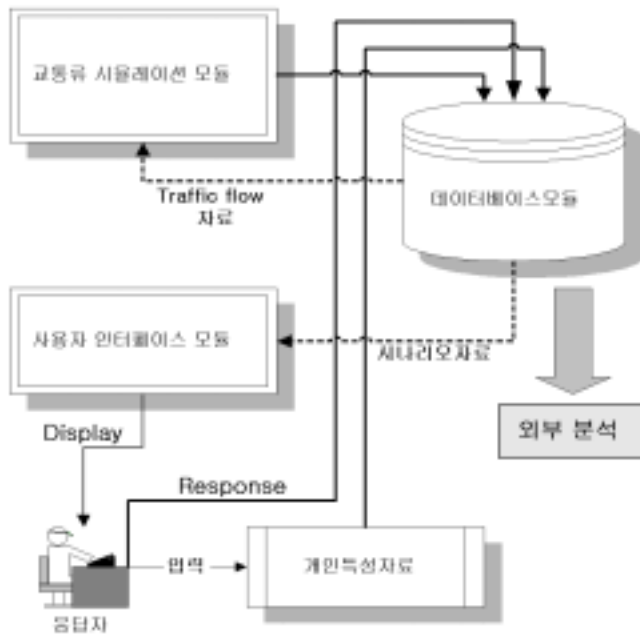 교통류 시뮬레이션 모듈
데이터베이스모듈
Traffic flow
자료
사용자 인터페이스 모듈
시나리오자료
외부 분석
Display
Response
입력
개인특성자료
응답자